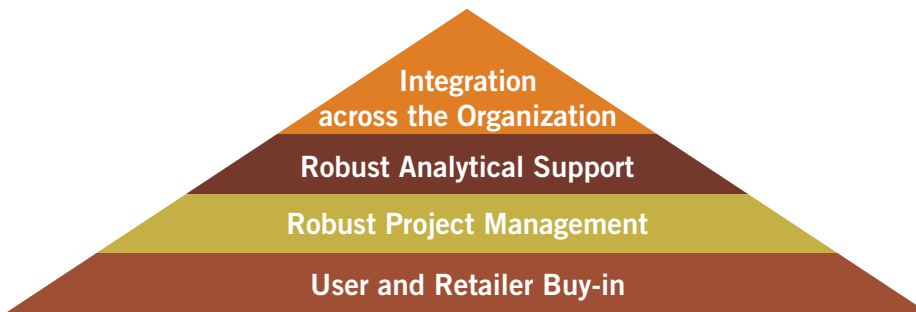 Integration
across the Organization
Robust Analytical Support
Robust Project Management
User and Retailer Buy-in